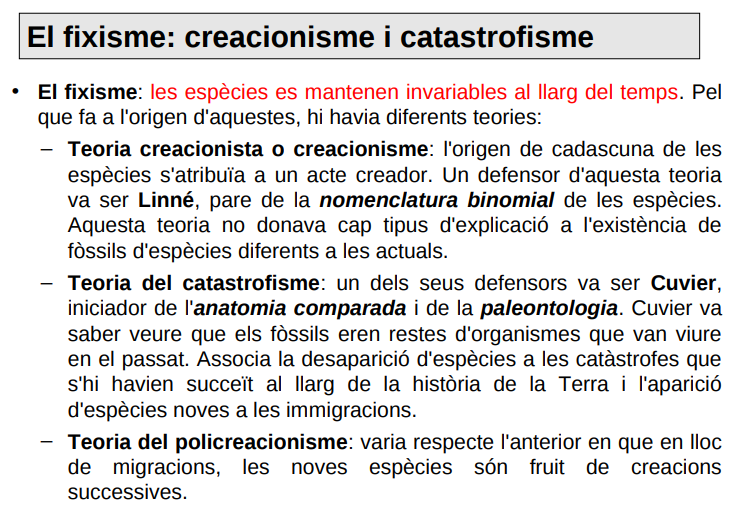 El fixisme: creacionisme i catastrofisme
• El fixisme: les espècies es mantenen invariables al llarg del temps. Pel
que fa a l'origen d'aquestes, hi havia diferents teories:
– Teoria creacionista o creacionisme: l'origen de cadascuna de les
espècies s'atribuïa a un acte creador. Un defensor d'aquesta teoria
va ser Linné, pare de la nomenclatura binomial de les espècies.
Aquesta teoria no donava cap tipus d'explicació a l'existència de
fòssils d'espècies diferents a les actuals.
– Teoria del catastrofisme: un dels seus defensors va ser Cuvier,
iniciador de l'anatomia comparada i de la paleontologia. Cuvier va
saber veure que els fòssils eren restes d'organismes que van viure
en el passat. Associa la desaparició d'espècies a les catàstrofes que
s'hi havien succeït al llarg de la història de la Terra i l'aparició
d'espècies noves a les immigracions.
– Teoria del policreacionisme: varia respecte l'anterior en que en lloc
de migracions, les noves espècies són fruit de creacions
successives.